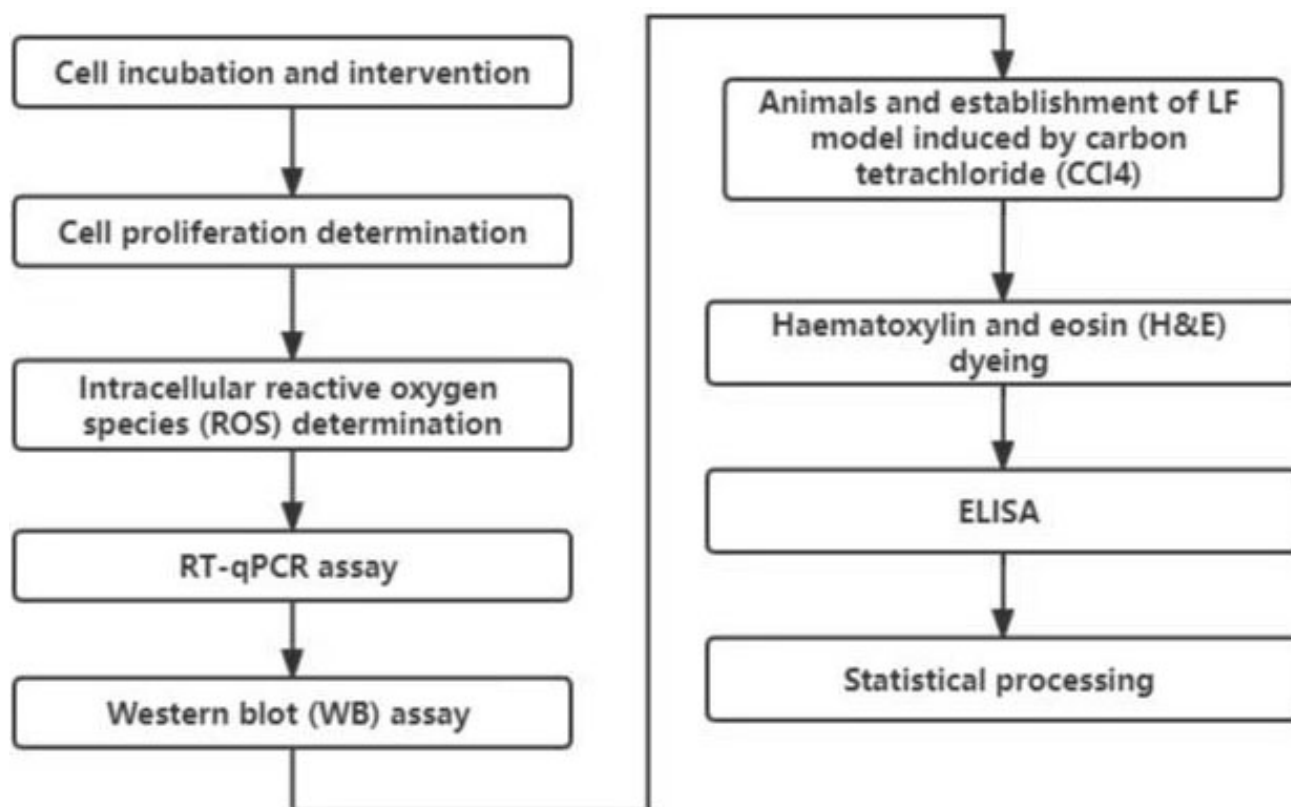 Cell incubation and intervention
Cell proliferation determination
Intracellular reactive oxygen
species (ROS) determination
RT-qPCR assay
Western blot (WB) assay
Animals and establishment of LF
model induced by carbon
tetrachloride (CCl4)
Haematoxylin and eosin (H&E)
dyeing
ELISA
Statistical processing